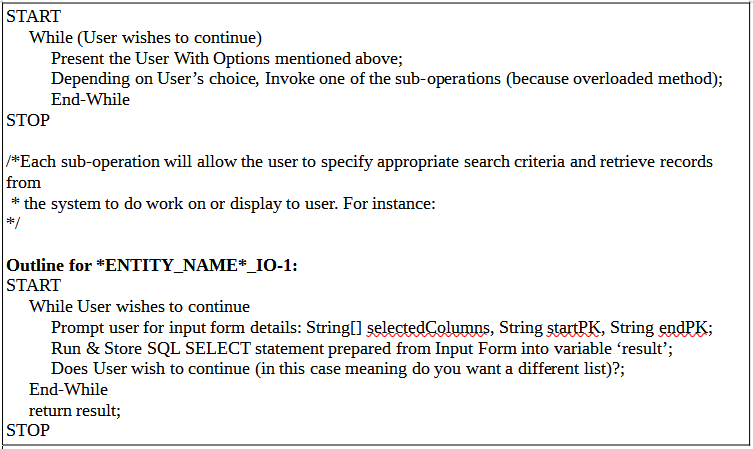 START
While (User wishes to continue)
Present the User With Options mentioned above;
Depending on User’s choice, Invoke one of the sub-operations (because overloaded method);
End-While
STOP
/*Each sub-operation will allow the user to specify appropriate search criteria and retrieve records
from
* the system to do work on or display to user. For instance:
*/
Outline for *ENTITY_NAME*_IO-1:
START
While User wishes to continue
Prompt user for input form details: String[] selectedColumns, String startPK, String endPK;
Run & Store SQL SELECT statement prepared from Input Form into variable ‘result’;
Does User wish to continue (in this case meaning do you want a different list)?;
End-While
return result;
STOP